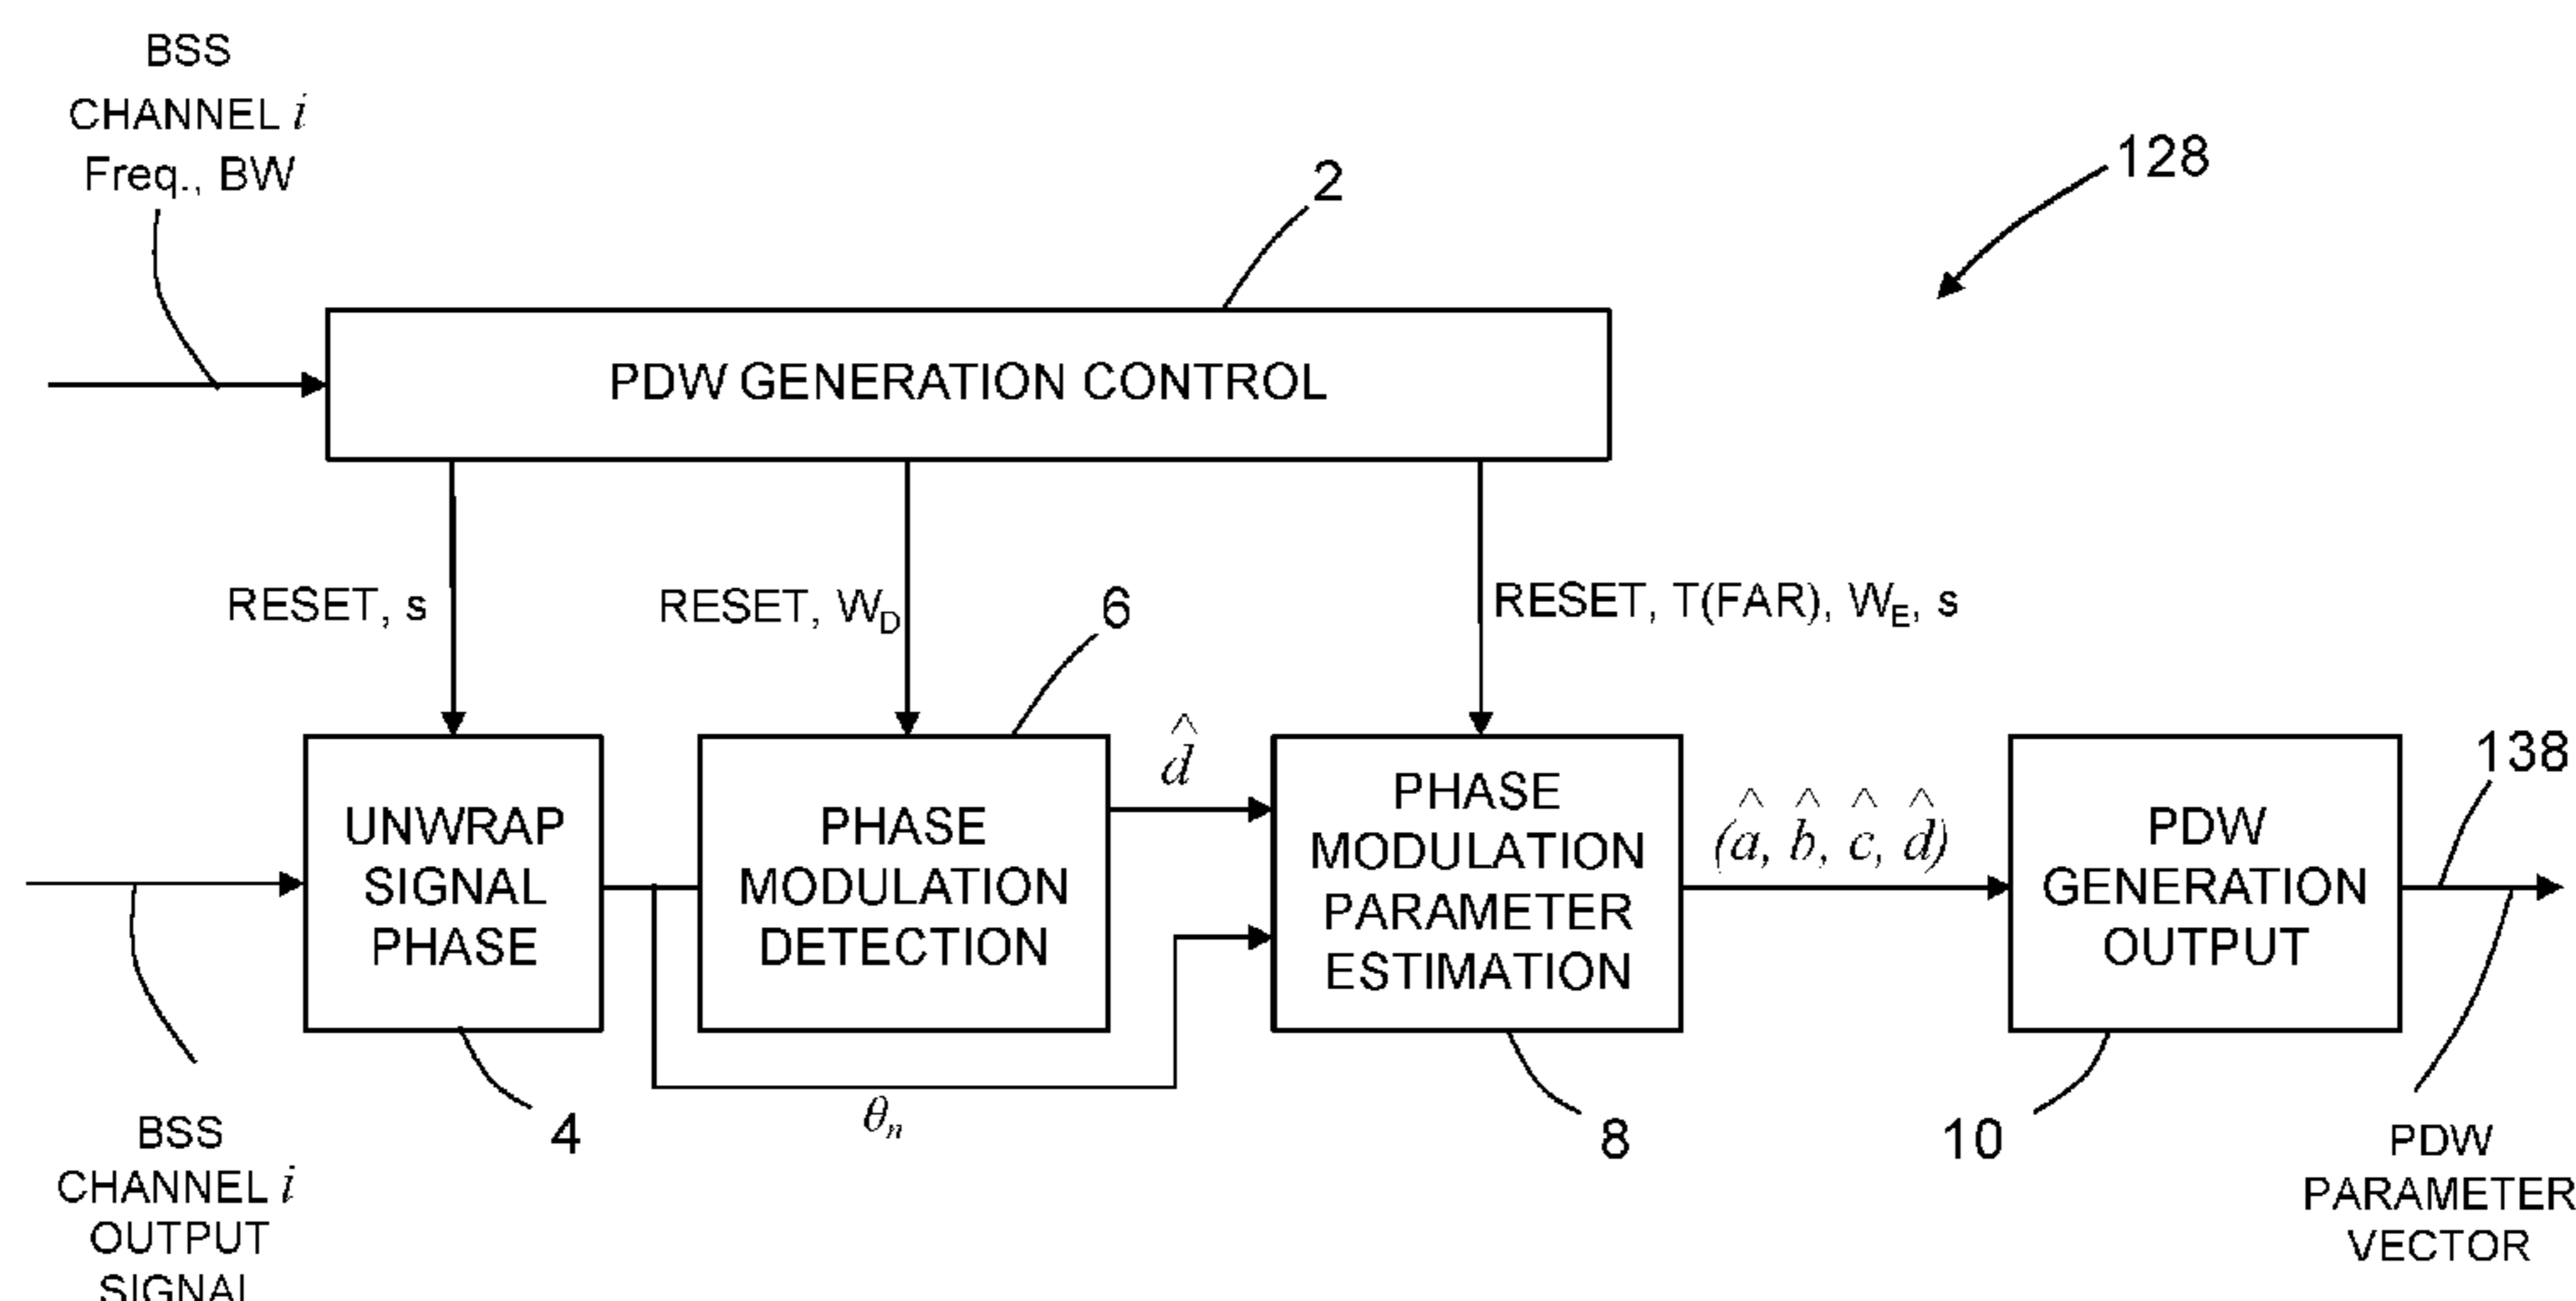 BSS
CHANNEL i
Freq., BW
2
128
PDW GENERATION CONTROL
RESET, s
RESET, W_D
RESET, T(FAR), W_E, s
6
UNWRAP
SIGNAL
PHASE
PHASE
MODULATION
DETECTION
d̂
PHASE
MODULATION
PARAMETER
ESTIMATION
(â, b̂, ĉ, d̂)
PDW
GENERATION
OUTPUT
138
θₙ
4
8
10
BSS
CHANNEL i
OUTPUT
SIGNAL
PDW
PARAMETER
VECTOR